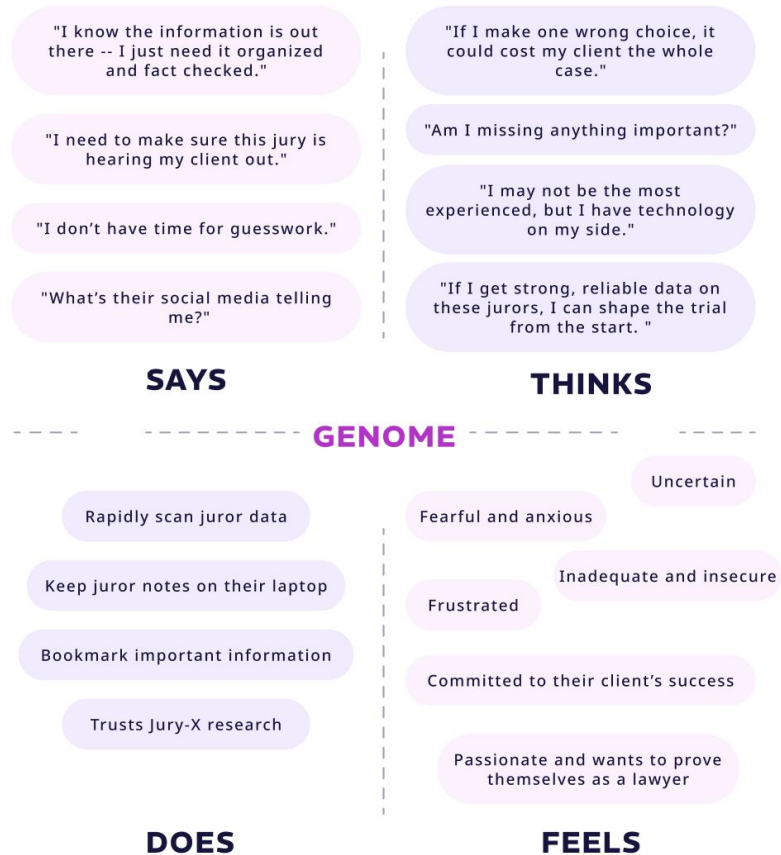 "I know the information is out
there -- I just need it organized
and fact checked."
"I need to make sure this jury is
hearing my client out."
"I don’t have time for guesswork."
"What’s their social media telling
me?"
SAYS
"If I make one wrong choice, it
could cost my client the whole
case."
"Am I missing anything important?"
"I may not be the most
experienced, but I have technology
on my side."
"If I get strong, reliable data on
these jurors, I can shape the trial
from the start. "
THINKS
GENOME
Rapidly scan juror data
Keep juror notes on their laptop
Bookmark important information
Trusts Jury-X research
DOES
Uncertain
Fearful and anxious
Inadequate and insecure
Frustrated
Committed to their client’s success
Passionate and wants to prove
themselves as a lawyer
FEELS